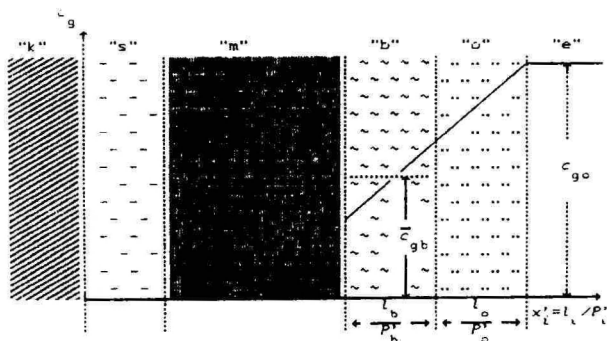 c_g
"k" "s" "m" "b" "o" "e"
c_go
c̄_gb
l_b/P'_b l_o/P'_o x'_i=l_i/P'_i